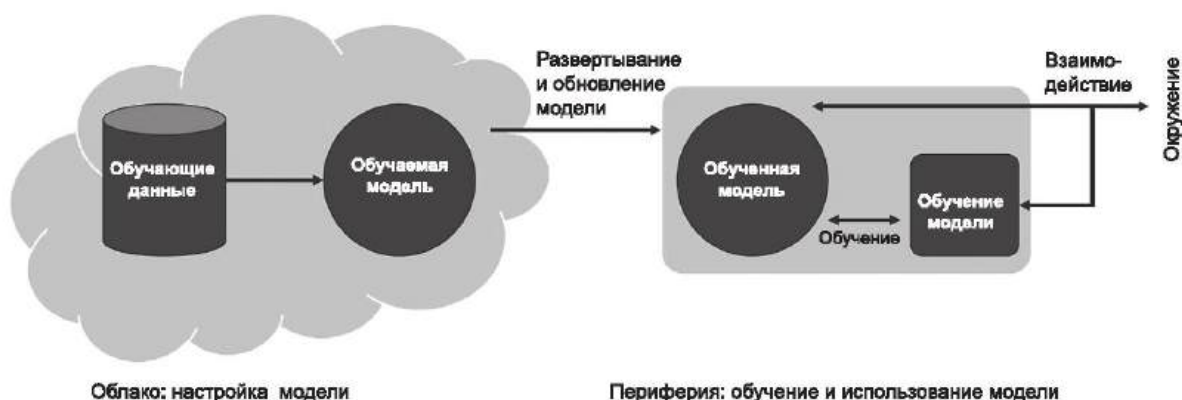 Обучающие
данные
Обучаемая
модель
Развертывание
и обновление
модели
Обученная
модель
Обучение
Обучение
модели
Взаимо-
действие
Окружение
Облако: настройка модели
Периферия: обучение и использование модели